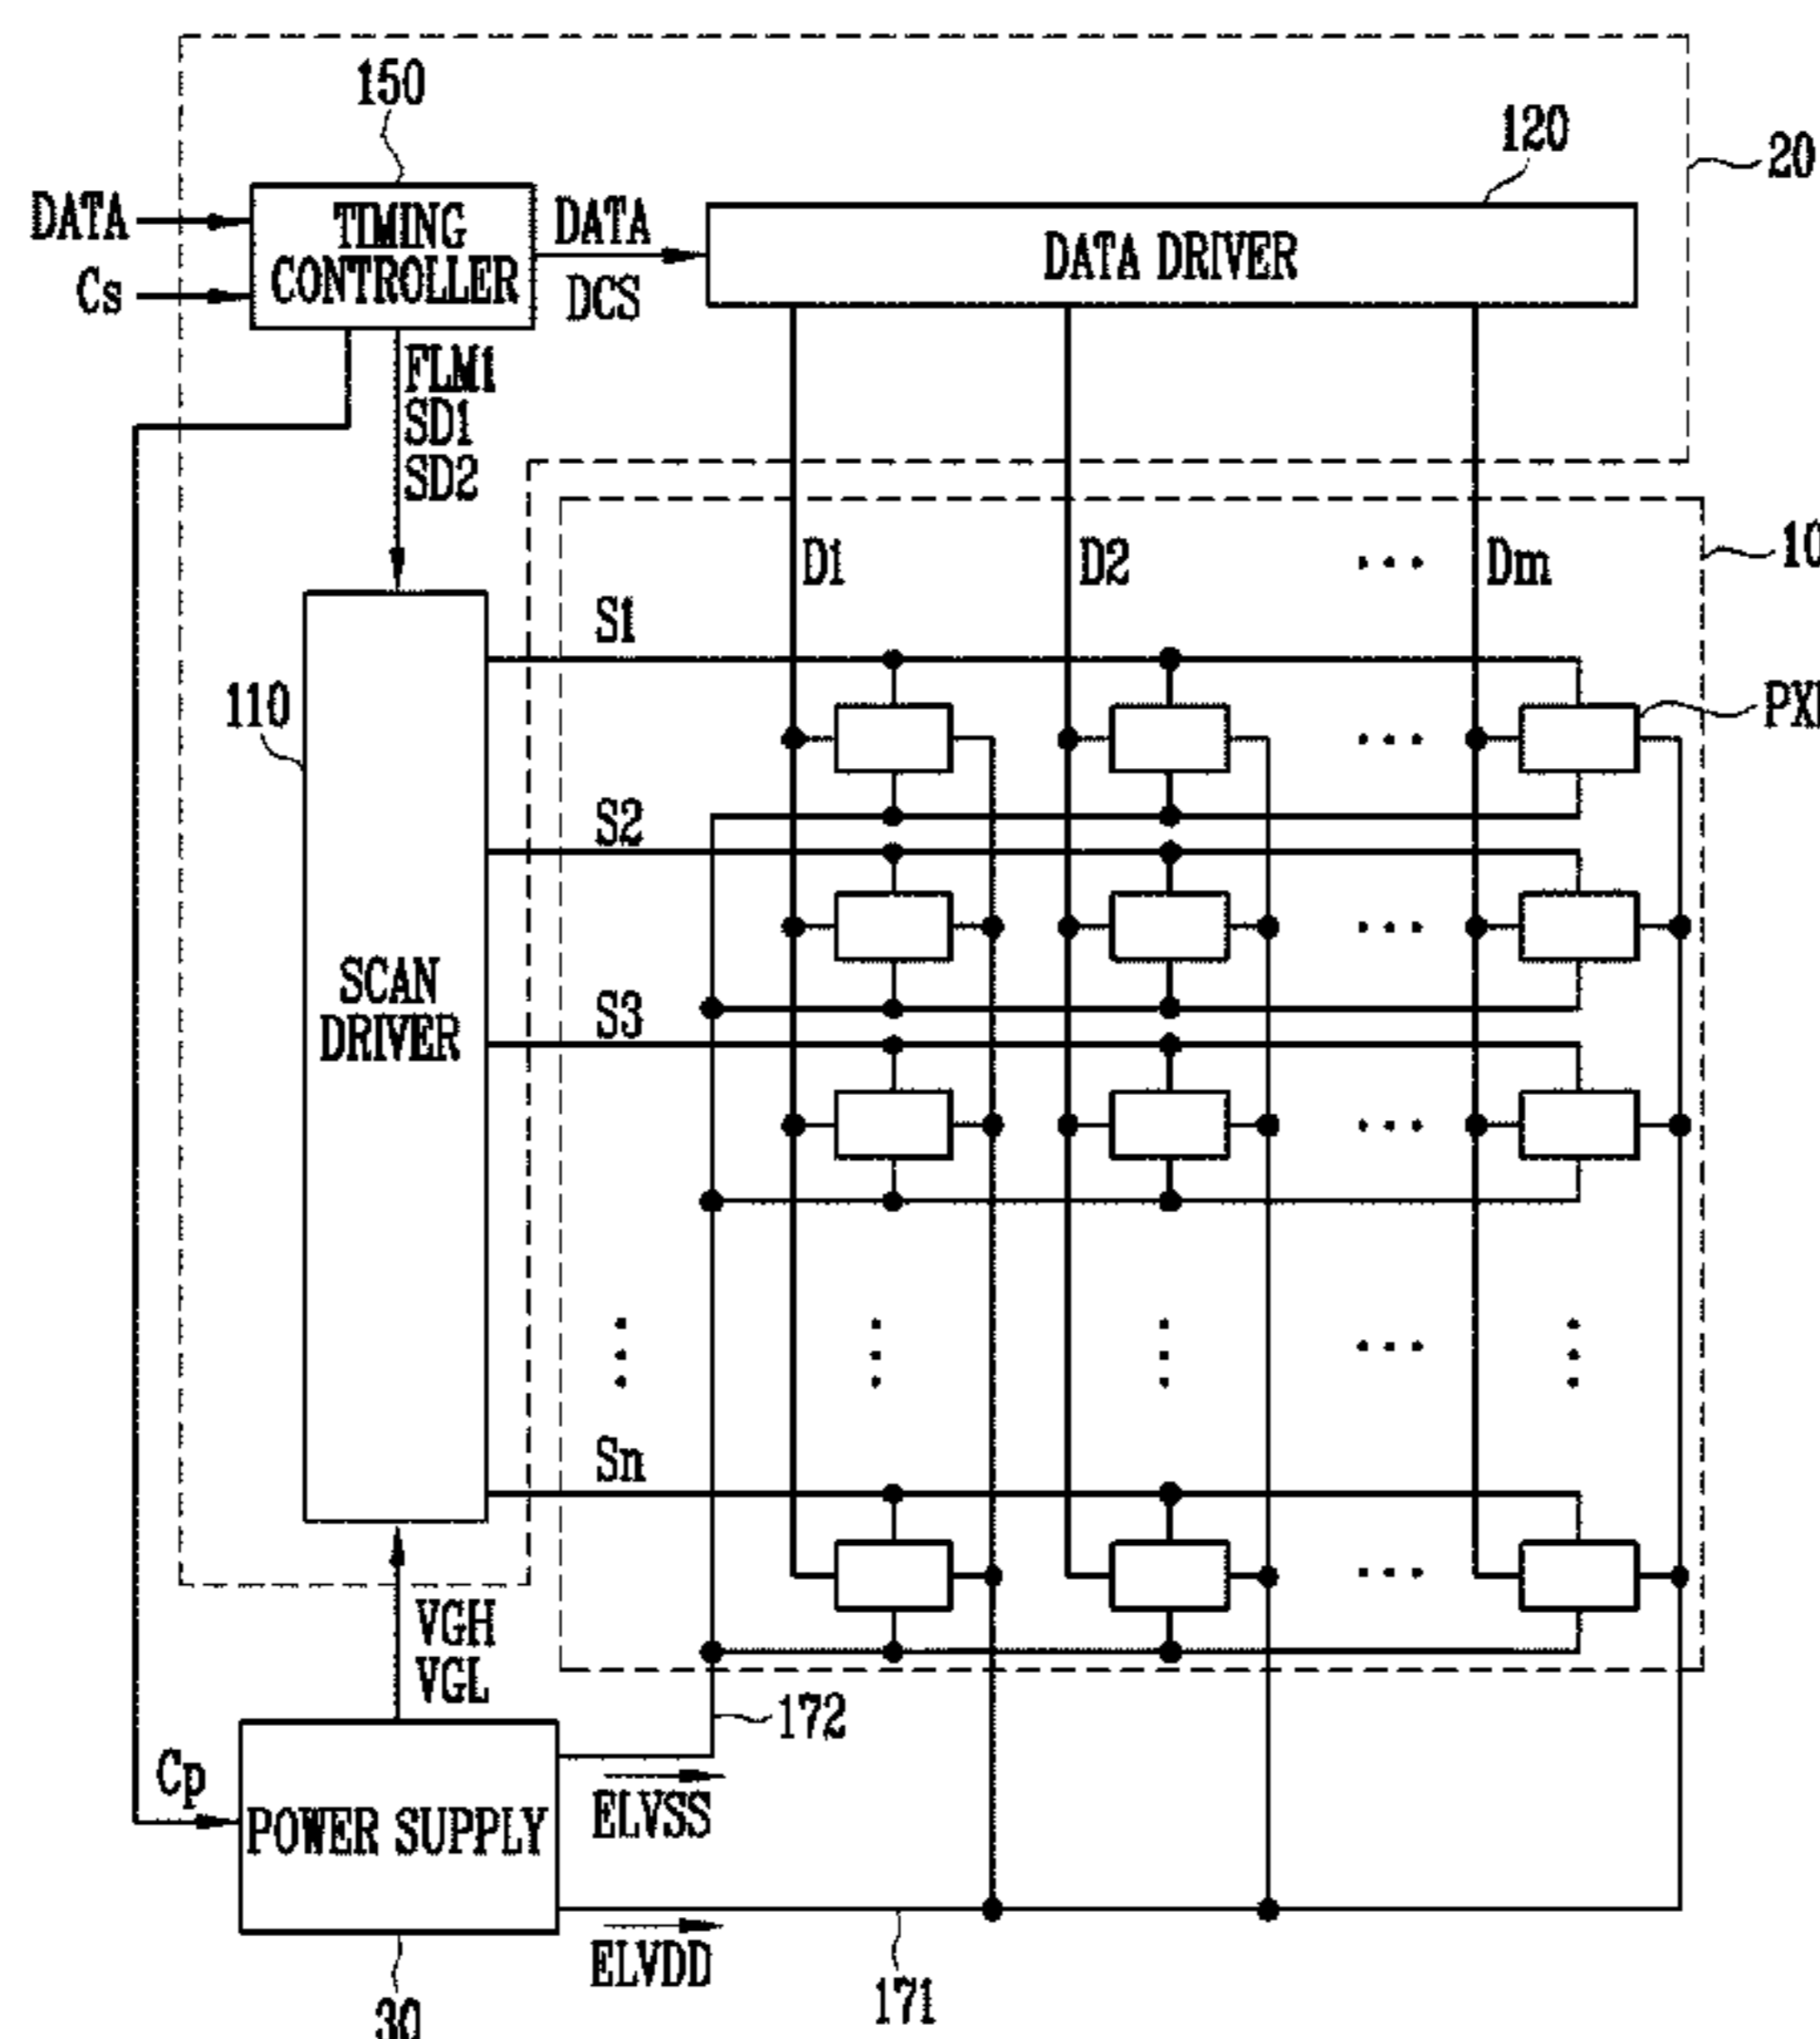 150
120
20
DATA
TIMING
CONTROLLER
DATA
DATA DRIVER
Cs
DCS
FLM1
SD1
SD2
10
D1
D2
Dm
S1
110
S2
SCAN
DRIVER
S3
Sn
VGH
VGL
172
Cp
POWER SUPPLY
ELVSS
ELVDD
171
30